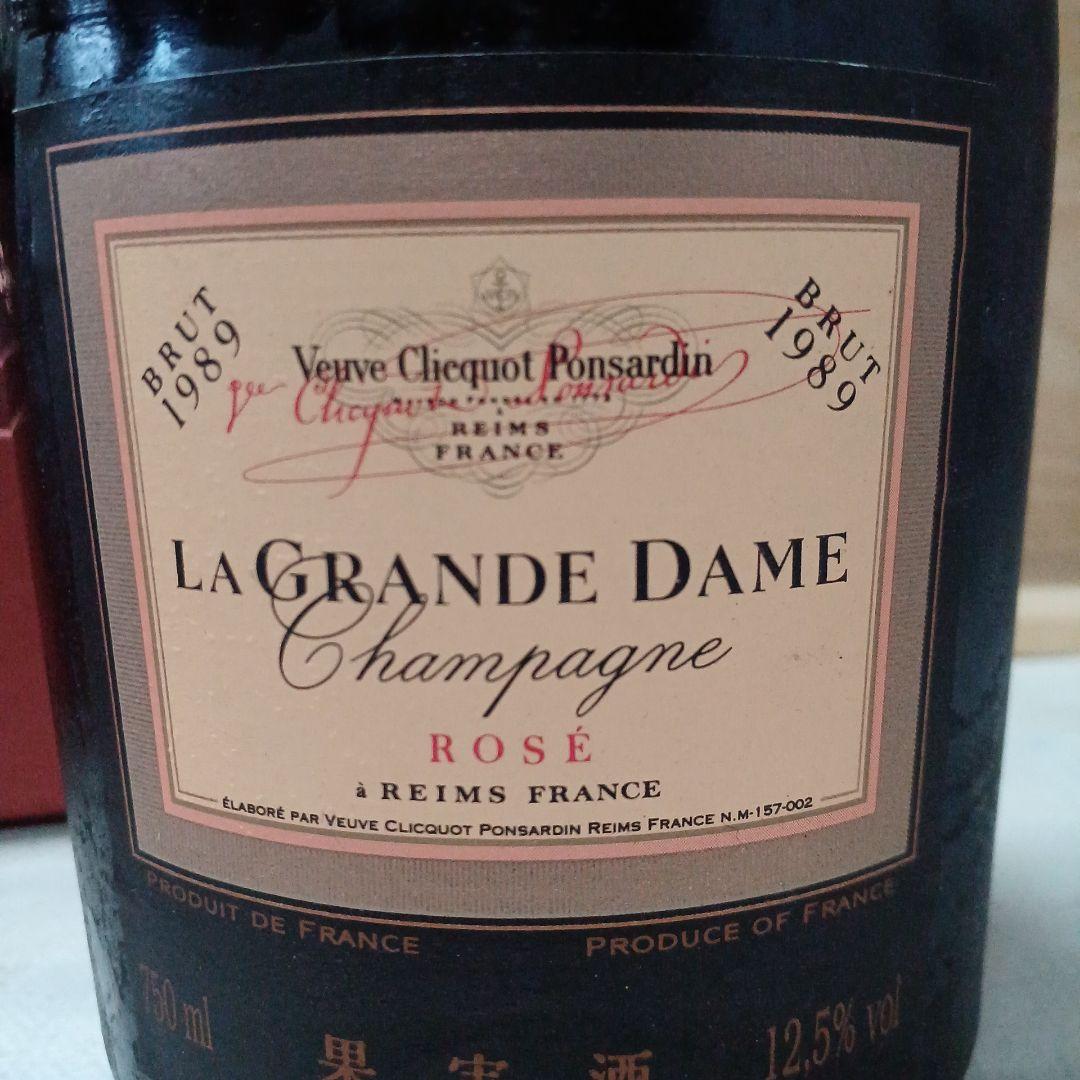 BRUT
1989
BRUT
1989
Veuve Clicquot Ponsardin
REIMS
FRANCE
LA GRANDE DAME
Champagne
ROSÉ
à REIMS FRANCE
ÉLABORÉ PAR VEUVE CLICQUOT PONSARDIN REIMS FRANCE N.M-157-002
PRODUIT DE FRANCE
PRODUCE OF FRANCE
750 ml
12,5% vol
果実酒